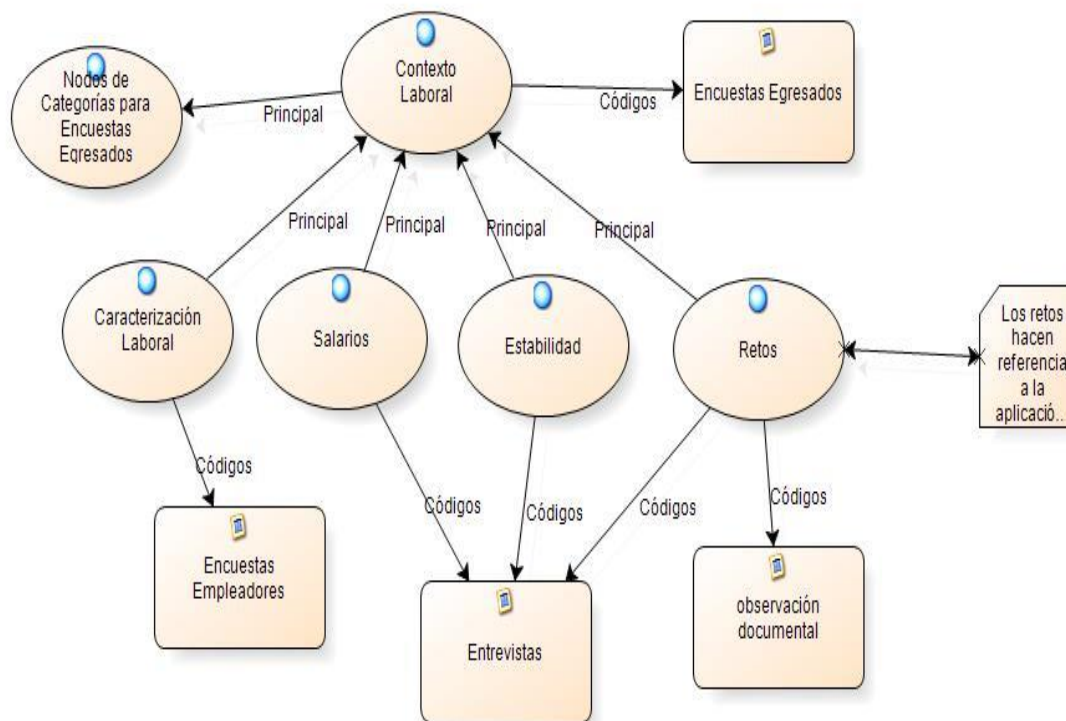 Contexto
Laboral
Nodos de
Categorías para
Encuestas
Egresados
Encuestas Egresados
Principal
Códigos
Principal
Principal
Principal
Principal
Caracterización
Laboral
Salarios
Estabilidad
Retos
Los retos
hacen
referencia
a la
aplicació...
Códigos
Códigos
Códigos
Códigos
Códigos
Encuestas
Empleadores
Entrevistas
observación
documental